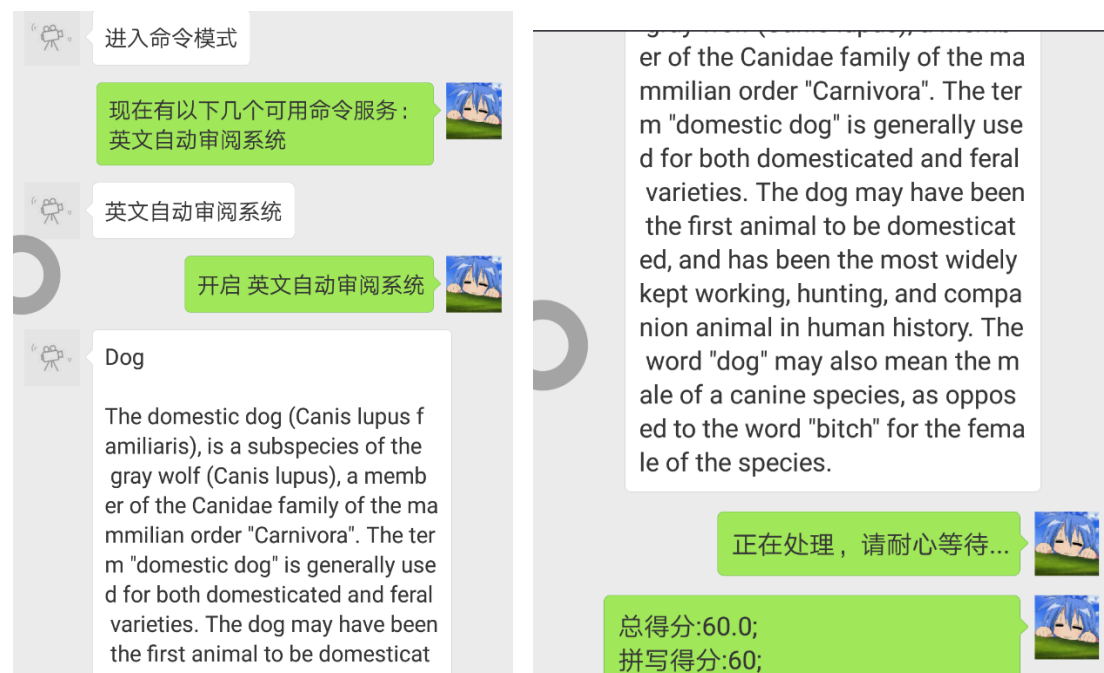 进入命令模式
现在有以下几个可用命令服务：
英文自动审阅系统
英文自动审阅系统
开启 英文自动审阅系统
Dog
The domestic dog (Canis lupus f
amiliaris), is a subspecies of the
gray wolf (Canis lupus), a memb
er of the Canidae family of the ma
mmilian order "Carnivora". The ter
m "domestic dog" is generally use
d for both domesticated and feral
varieties. The dog may have been
the first animal to be domesticat
gray wolf (Canis lupus), a memb
er of the Canidae family of the ma
mmilian order "Carnivora". The ter
m "domestic dog" is generally use
d for both domesticated and feral
varieties. The dog may have been
the first animal to be domesticat
ed, and has been the most widely
kept working, hunting, and compa
nion animal in human history. The
word "dog" may also mean the m
ale of a canine species, as oppos
ed to the word "bitch" for the fema
le of the species.
正在处理，请耐心等待...
总得分:60.0;
拼写得分:60;